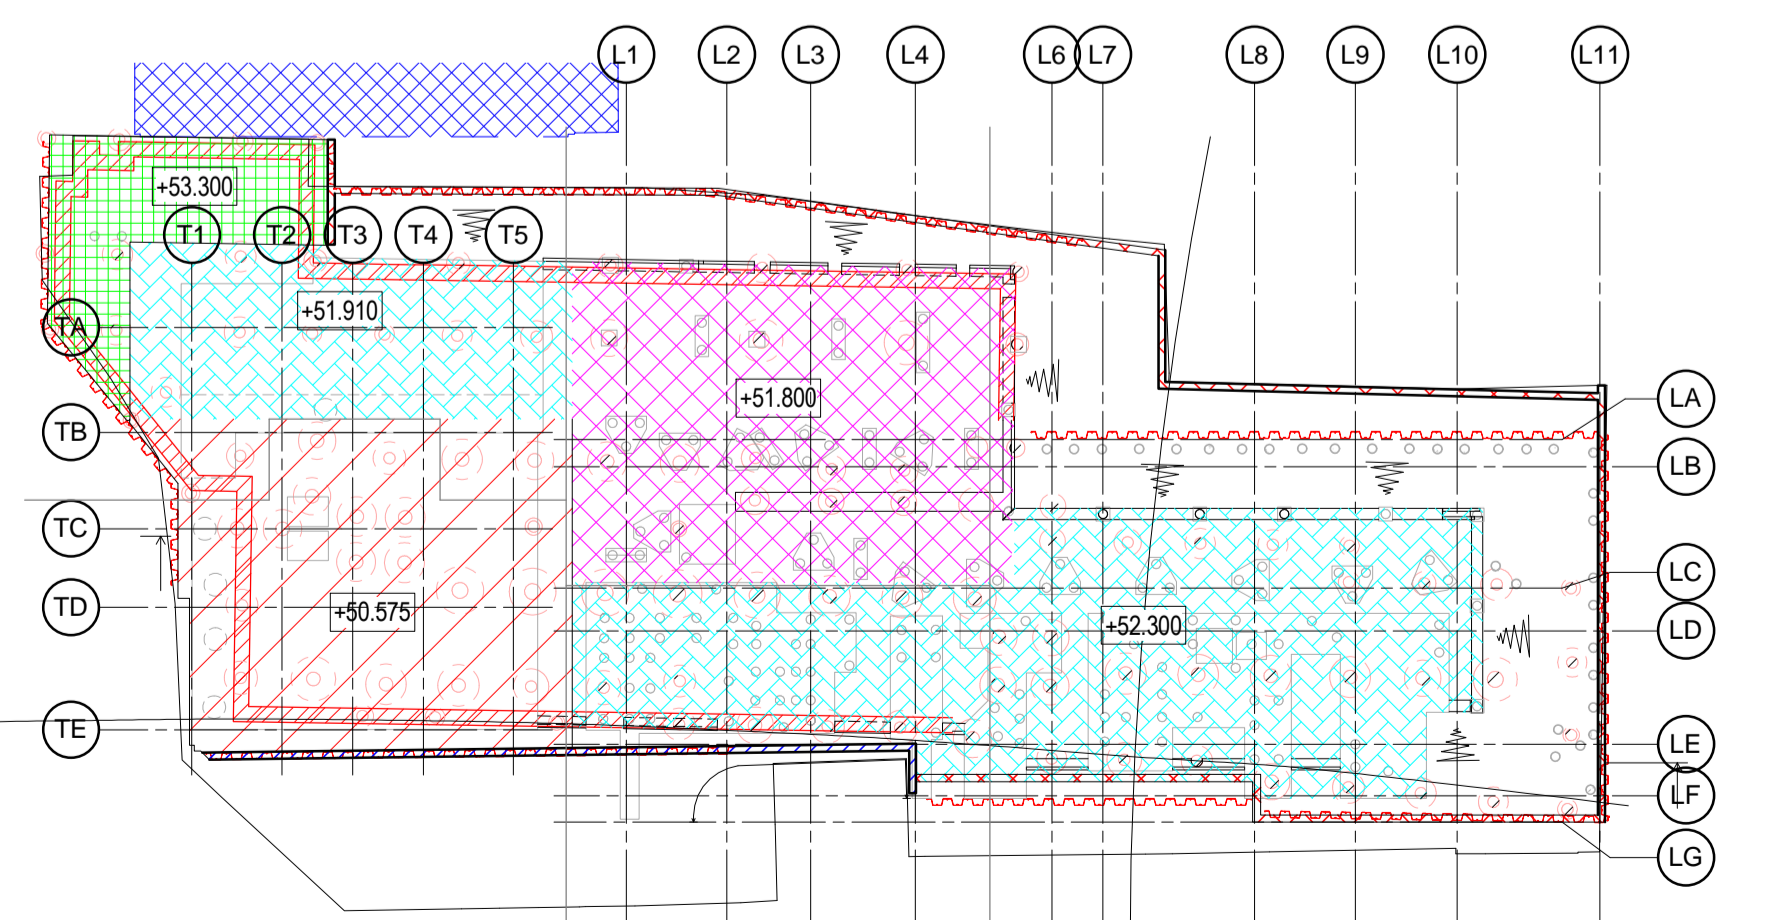 L1 L2 L3 L4 L6 L7 L8 L9 L10 L11
+53.300
T1 T2 T3 T4 T5
+51.910
TA
+51.800
LA
TB
LB
TC
LC
TD
+50.575
+52.300
LD
TE
LE
LF
LG